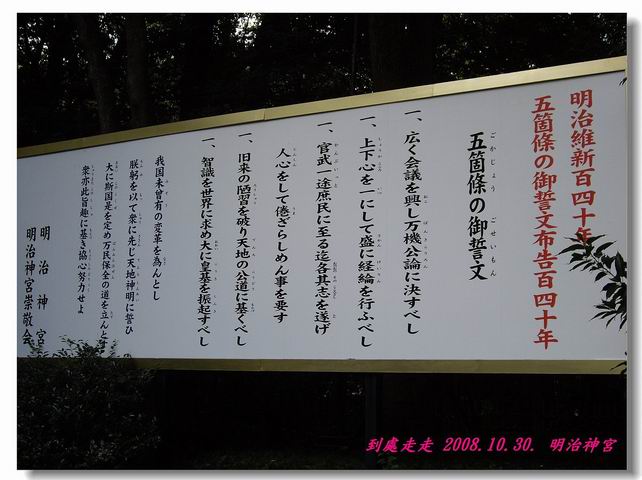 明治維新百四十年
五箇條の御誓文布告百四十年
五箇條の御誓文
一、広く会議を興し万機公論に決すべし
一、上下心を一にして盛に経綸を行ふべし
一、官武一途庶民に至る迄各其志を遂げ
人心をして倦ざらしめん事を要す
一、旧来の陋習を破り天地の公道に基くべし
一、智識を世界に求め大に皇基を振起すべし
我国未曾有の変革を為んとし
朕躬を以て衆に先し天地神明に誓ひ
大に斯国是を定め万民保全の道を立んとす
衆亦此旨趣に基き協心努力せよ
明治神宮
明治神宮崇敬会
到處走走 2008.10.30. 明治神宮